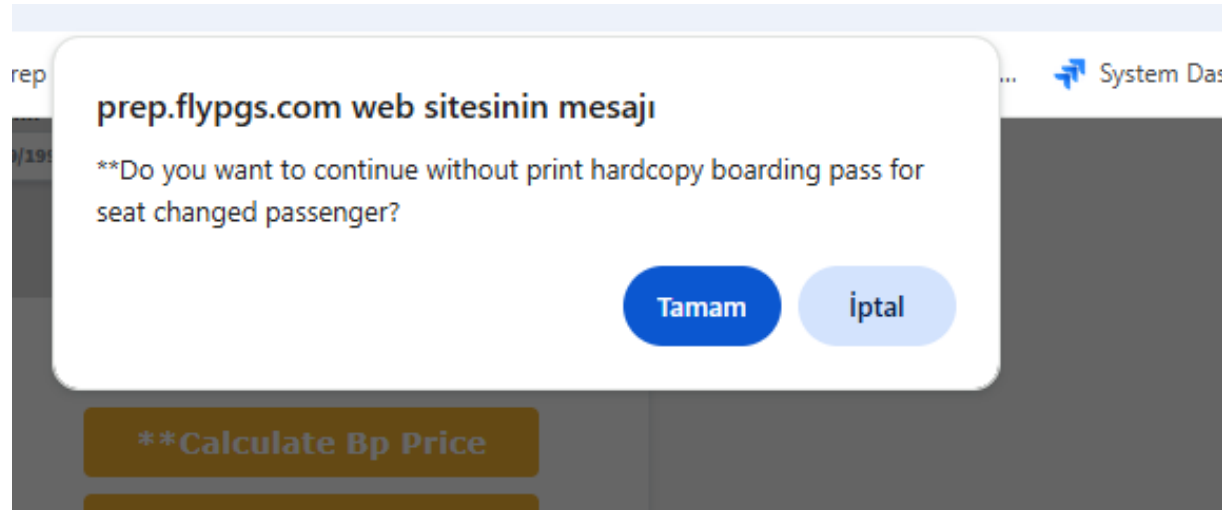 rep
... System Das
prep.flypgs.com web sitesinin mesajı
**Do you want to continue without print hardcopy boarding pass for
seat changed passenger?
Tamam İptal
**Calculate Bp Price